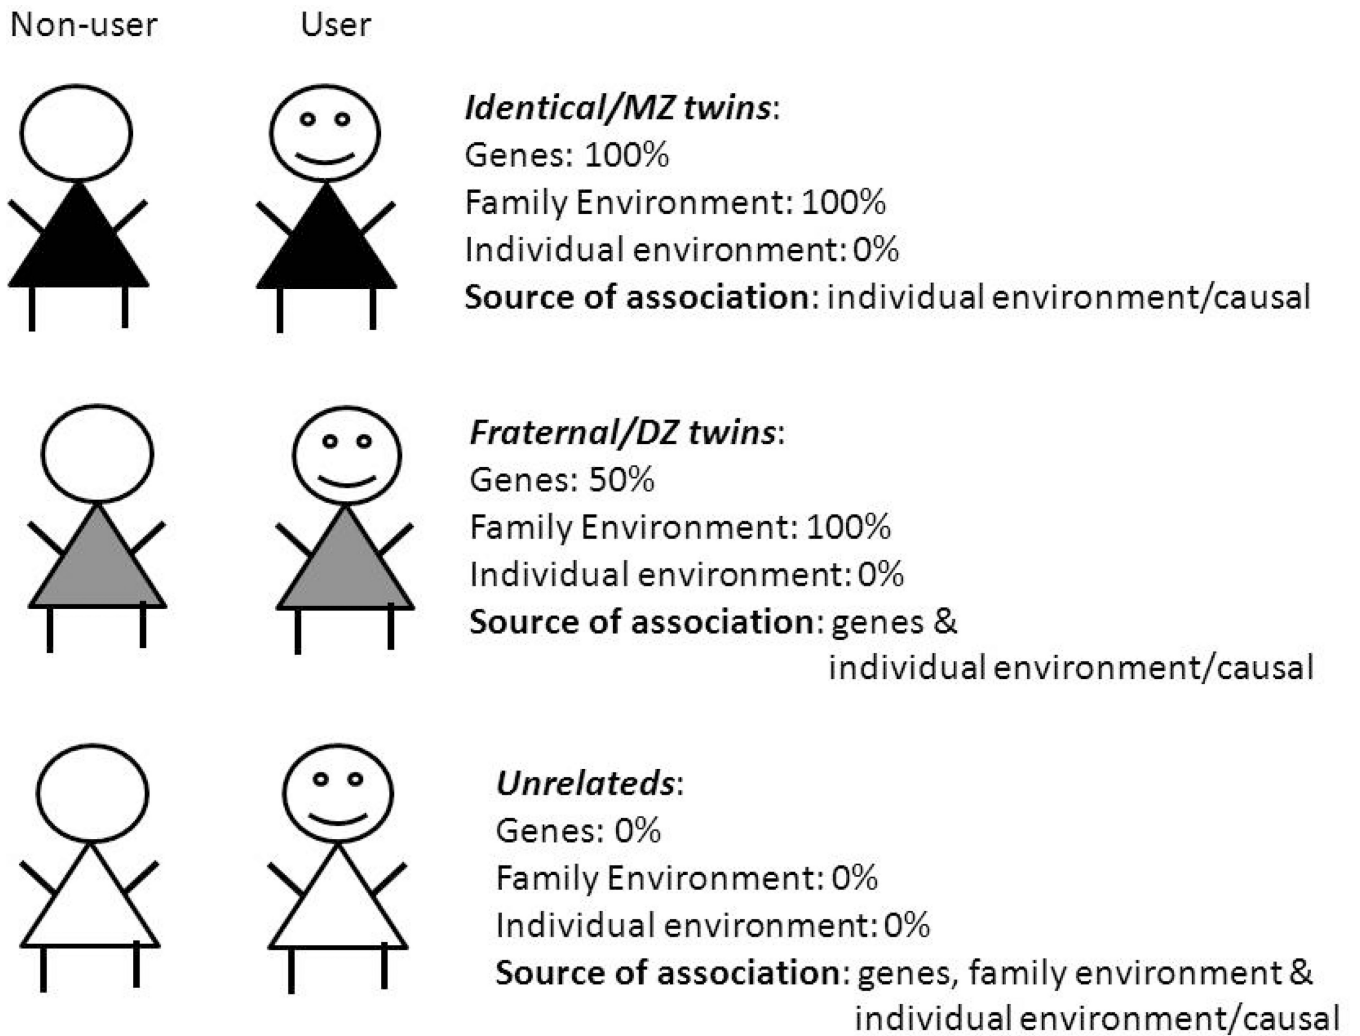 Non-user
User
Identical/MZ twins:
Genes: 100%
Family Environment: 100%
Individual environment: 0%
Source of association: individual environment/causal
Fraternal/DZ twins:
Genes: 50%
Family Environment: 100%
Individual environment: 0%
Source of association: genes &
individual environment/causal
Unrelateds:
Genes: 0%
Family Environment: 0%
Individual environment: 0%
Source of association: genes, family environment &
individual environment/causal